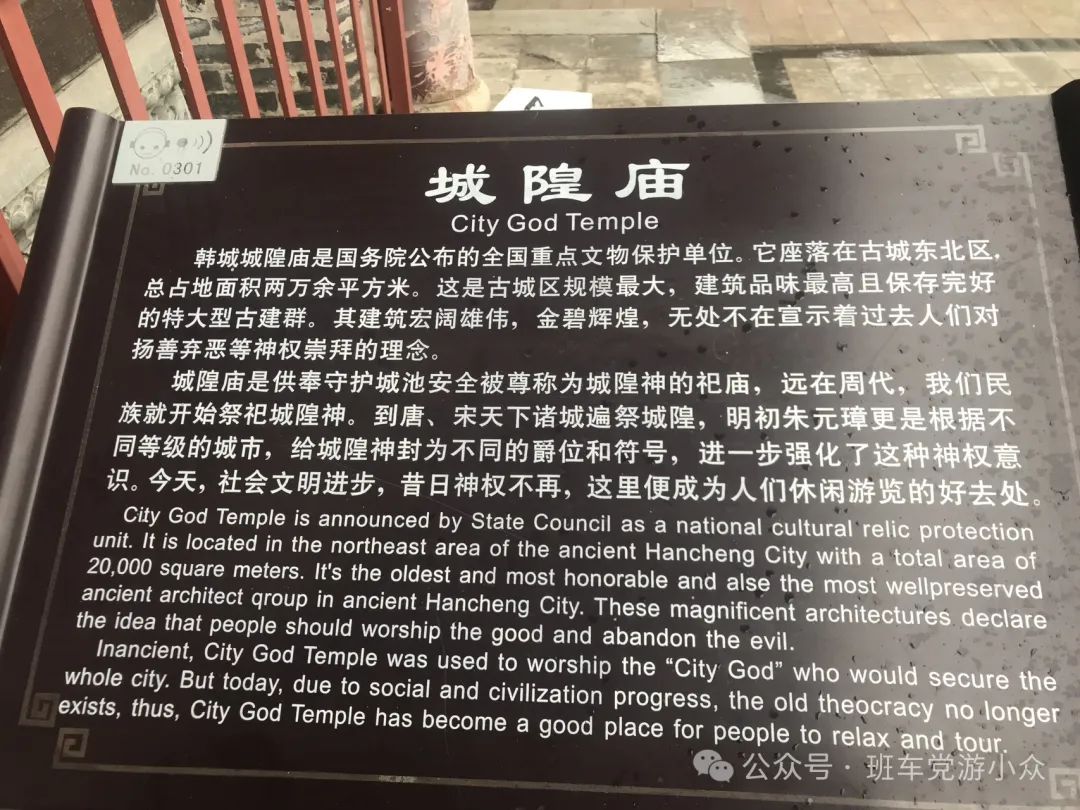 No. 0301
城隍庙
City God Temple
韩城城隍庙是国务院公布的全国重点文物保护单位。它座落在古城东北区，
总占地面积两万余平方米。这是古城区规模最大，建筑品味最高且保存完好
的特大型古建群。其建筑宏阔雄伟，金碧辉煌，无处不在宣示着过去人们对
扬善弃恶等神权崇拜的理念。
城隍庙是供奉守护城池安全被尊称为城隍神的祀庙，远在周代，我们民
族就开始祭祀城隍神。到唐、宋天下诸城遍祭城隍，明初朱元璋更是根据不
同等级的城市，给城隍神封为不同的爵位和符号，进一步强化了这种神权意
识。今天，社会文明进步，昔日神权不再，这里便成为人们休闲游览的好去处。
City God Temple is announced by State Council as a national cultural relic protection
unit. It is located in the northeast area of the ancient Hancheng City with a total area of
20,000 square meters. It's the oldest and most honorable and alse the most wellpreserved
ancient architect qroup in ancient Hancheng City. These magnificent architectures declare
the idea that people should worship the good and abandon the evil.
Inancient, City God Temple was used to worship the “City God” who would secure the
whole city. But today, due to social and civilization progress, the old theocracy no longer
exists, thus, City God Temple has become a good place for people to relax and tour.
公众号 · 班车党游小众